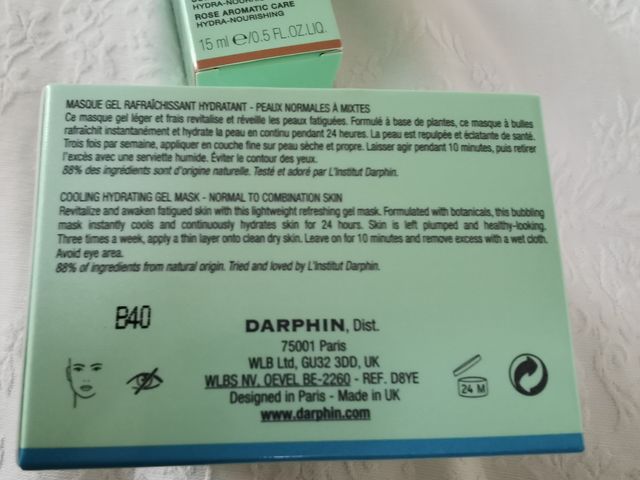 HYDRA-NOURISHING
ROSE AROMATIC CARE
HYDRA-NOURISHING
15 ml ℮/0.5 FL.OZ.LIQ.
MASQUE GEL RAFRAÎCHISSANT HYDRATANT - PEAUX NORMALES À MIXTES
Ce masque gel léger et frais revitalise et réveille les peaux fatiguées. Formulé à base de plantes, ce masque à bulles
rafraîchit instantanément et hydrate la peau en continu pendant 24 heures. La peau est repulpée et éclatante de santé.
Trois fois par semaine, appliquer en couche fine sur peau sèche et propre. Laisser agir pendant 10 minutes, puis retirer
l'excès avec une serviette humide. Éviter le contour des yeux.
88% des ingrédients sont d'origine naturelle. Testé et adoré par L'Institut Darphin.
COOLING HYDRATING GEL MASK - NORMAL TO COMBINATION SKIN
Revitalize and awaken fatigued skin with this lightweight refreshing gel mask. Formulated with botanicals, this bubbling
mask instantly cools and continuously hydrates skin for 24 hours. Skin is left plumped and healthy-looking.
Three times a week, apply a thin layer onto clean dry skin. Leave on for 10 minutes and remove excess with a wet cloth.
Avoid eye area.
88% of ingredients from natural origin. Tried and loved by L'Institut Darphin.
B40
DARPHIN, Dist.
75001 Paris
WLB Ltd, GU32 3DD, UK
WLBS NV. OEVEL BE-2260 - REF. D8YE
Designed in Paris - Made in UK
www.darphin.com
24 M